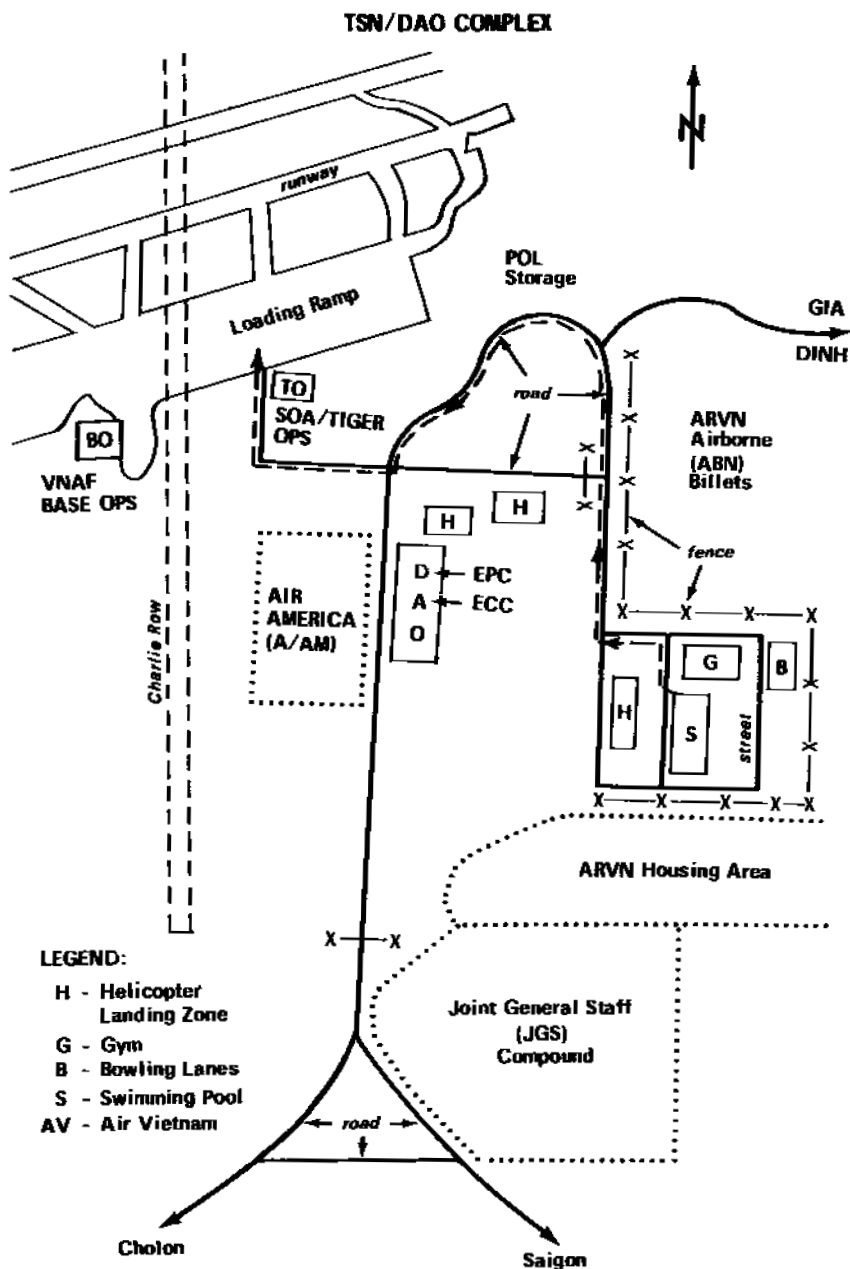 TSN/DAO COMPLEX
N
runway
POL
Storage
Loading Ramp
GIA
DINH
TO
road
SOA/TIGER
OPS
BO
VNAF
BASE OPS
ARVN
Airborne
(ABN)
Billets
X
X
X
X
X
X
H
H
fence
D
A
O
EPC
ECC
AIR
AMERICA
(A/AM)
Charlie Row
X
X
X
X
G
B
H
S
street
X
X
X
X
X
X
X
ARVN Housing Area
X
X
LEGEND:
H - Helicopter
Landing Zone
G - Gym
B - Bowling Lanes
S - Swimming Pool
AV - Air Vietnam
Joint General Staff
(JGS)
Compound
road
Cholon
Saigon